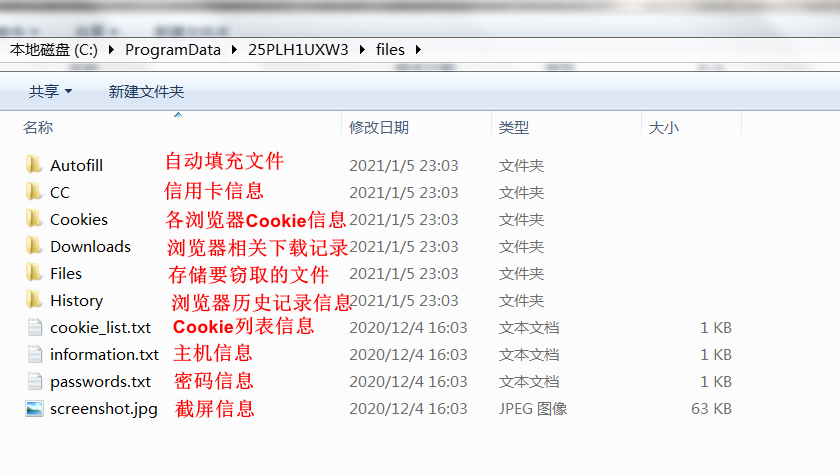 本地磁盘 (C:) ▸ ProgramData ▸ 25PLH1UXW3 ▸ files ▸
共享 新建文件夹
名称 修改日期 类型 大小
Autofill 自动填充文件 2021/1/5 23:03 文件夹
CC 信用卡信息 2021/1/5 23:03 文件夹
Cookies 各浏览器Cookie信息 2021/1/5 23:03 文件夹
Downloads 浏览器相关下载记录 2021/1/5 23:03 文件夹
Files 存储要窃取的文件 2021/1/5 23:03 文件夹
History 浏览器历史记录信息 2021/1/5 23:03 文件夹
cookie_list.txt Cookie列表信息 2020/12/4 16:03 文本文档 1 KB
information.txt 主机信息 2020/12/4 16:03 文本文档 1 KB
passwords.txt 密码信息 2020/12/4 16:03 文本文档 1 KB
screenshot.jpg 截屏信息 2020/12/4 16:03 JPEG 图像 63 KB